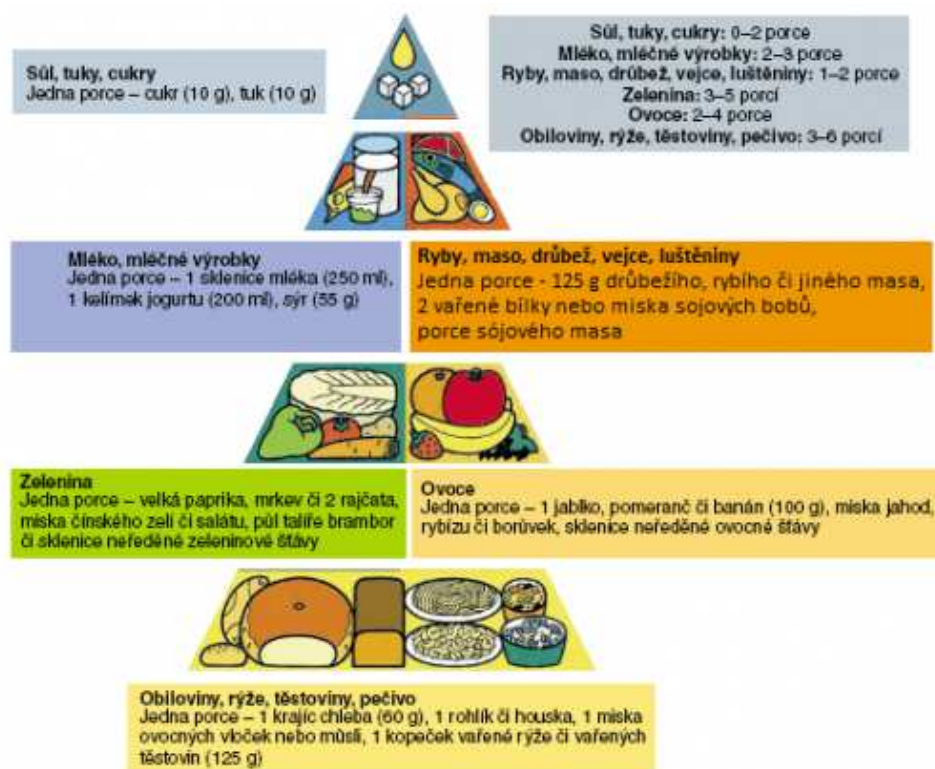 Sůl, tuky, cukry
Jedna porce – cukr (10 g), tuk (10 g)
Sůl, tuky, cukry: 0–2 porce
Mléko, mléčné výrobky: 2–3 porce
Ryby, maso, drůbež, vejce, luštěniny: 1–2 porce
Zelenina: 3–5 porcí
Ovoce: 2–4 porce
Obiloviny, rýže, těstoviny, pečivo: 3–6 porcí
Mléko, mléčné výrobky
Jedna porce – 1 sklenice mléka (250 ml),
1 kelímek jogurtu (200 ml), sýr (55 g)
Ryby, maso, drůbež, vejce, luštěniny
Jedna porce - 125 g drůbežího, rybího či jiného masa,
2 vařené bílky nebo miska sojových bobů,
porce sójového masa
Zelenina
Jedna porce – velká paprika, mrkev či 2 rajčata,
miska čínského zelí či salátu, půl talíře brambor
či sklenice neředěné zeleninové šťávy
Ovoce
Jedna porce – 1 jablko, pomeranč či banán (100 g), miska jahod,
rybízu či borůvek, sklenice neředěné ovocné šťávy
Obiloviny, rýže, těstoviny, pečivo
Jedna porce – 1 krajíc chleba (60 g), 1 rohlík či houska, 1 miska
ovocných vloček nebo müsli, 1 kopeček vařené rýže či vařených
těstovin (125 g)